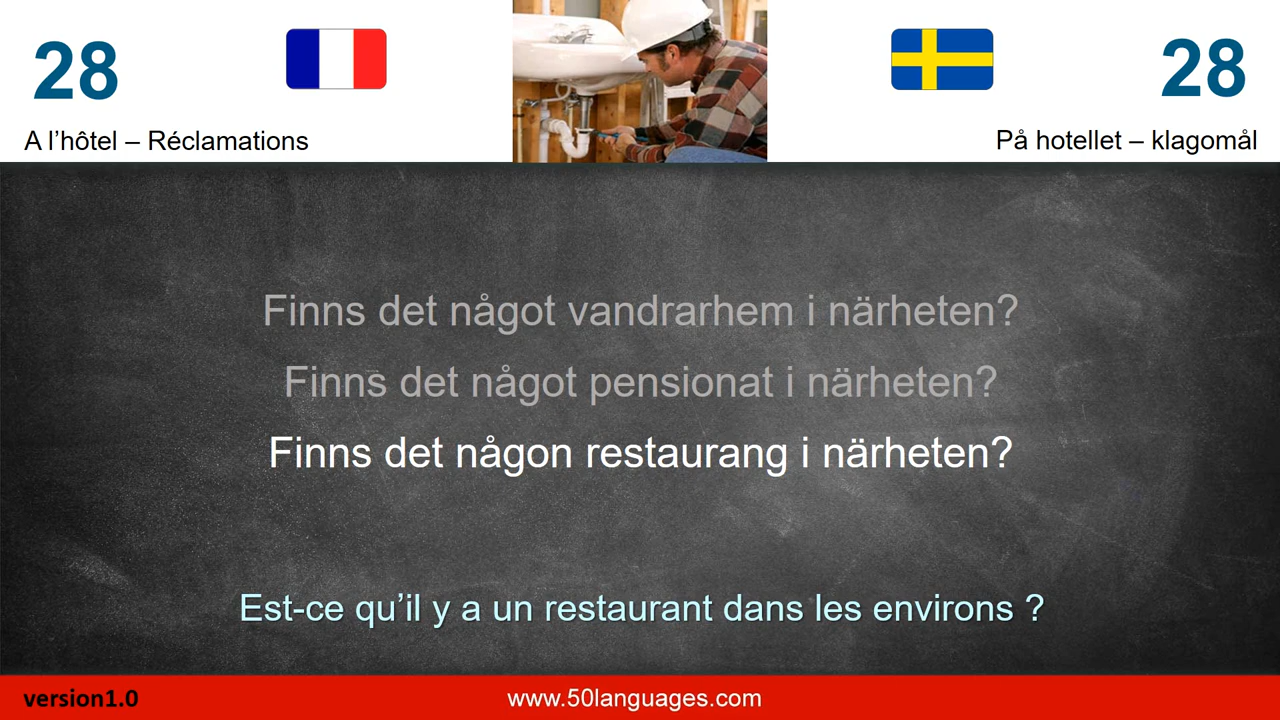 28
28
A l’hôtel – Réclamations
På hotellet – klagomål
Finns det något vandrarhem i närheten?
Finns det något pensionat i närheten?
Finns det någon restaurang i närheten?
Est-ce qu’il y a un restaurant dans les environs ?
version1.0
www.50languages.com